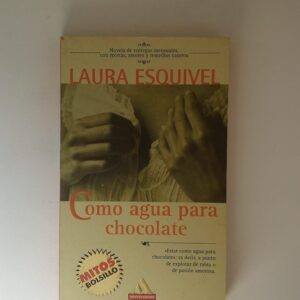 Novela de entregas mensuales,
con recetas, amores y remedios caseros
LAURA ESQUIVEL
Como agua para
chocolate
«Estar como agua para
chocolate»: es decir, a punto
de explotar de rabia o
de pasión amorosa.
MITOS
BOLSILLO
MONDADORI